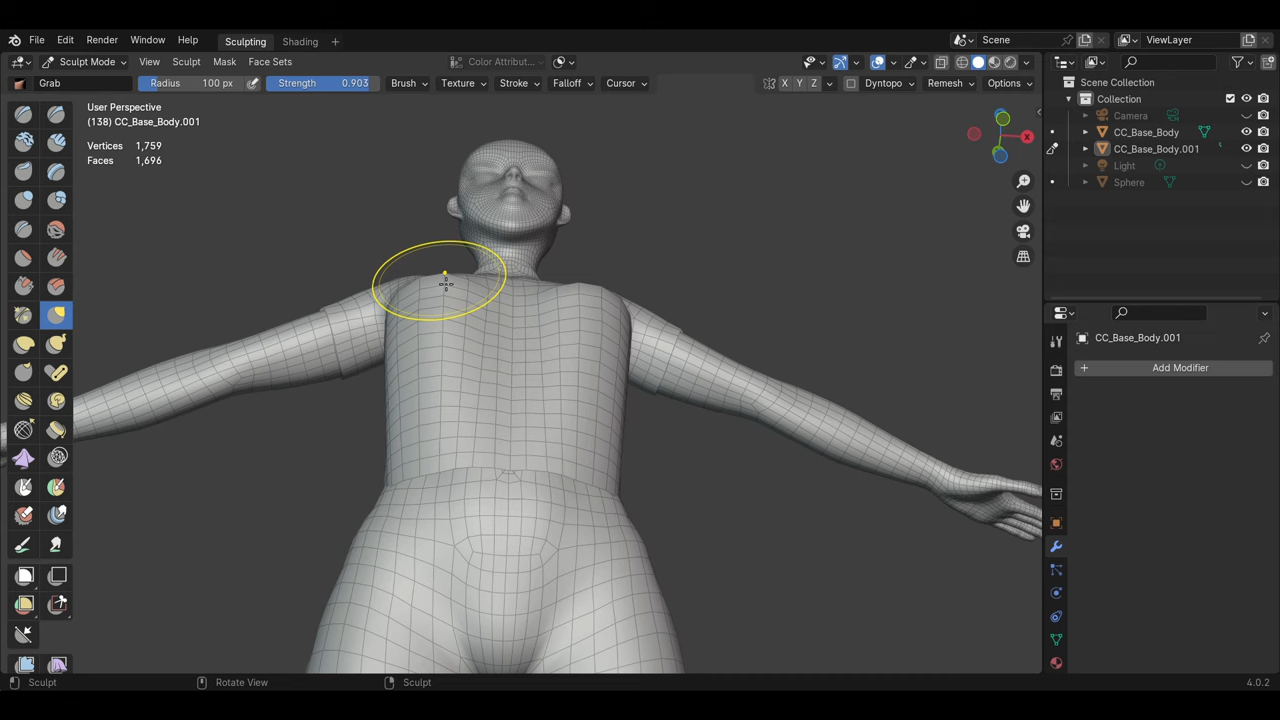 File Edit Render Window Help Sculpting Shading + Scene ViewLayer
Sculpt Mode View Sculpt Mask Face Sets Color Attribut...
Grab Radius 100 px Strength 0.903 Brush Texture Stroke Falloff Cursor X Y Z Dyntopo Remesh Options
User Perspective
(138) CC_Base_Body.001
Vertices 1,759
Faces 1,696
X
Scene Collection
Collection
Camera
CC_Base_Body
CC_Base_Body.001
Light
Sphere
CC_Base_Body.001
+ Add Modifier
Sculpt Rotate View Sculpt 4.0.2